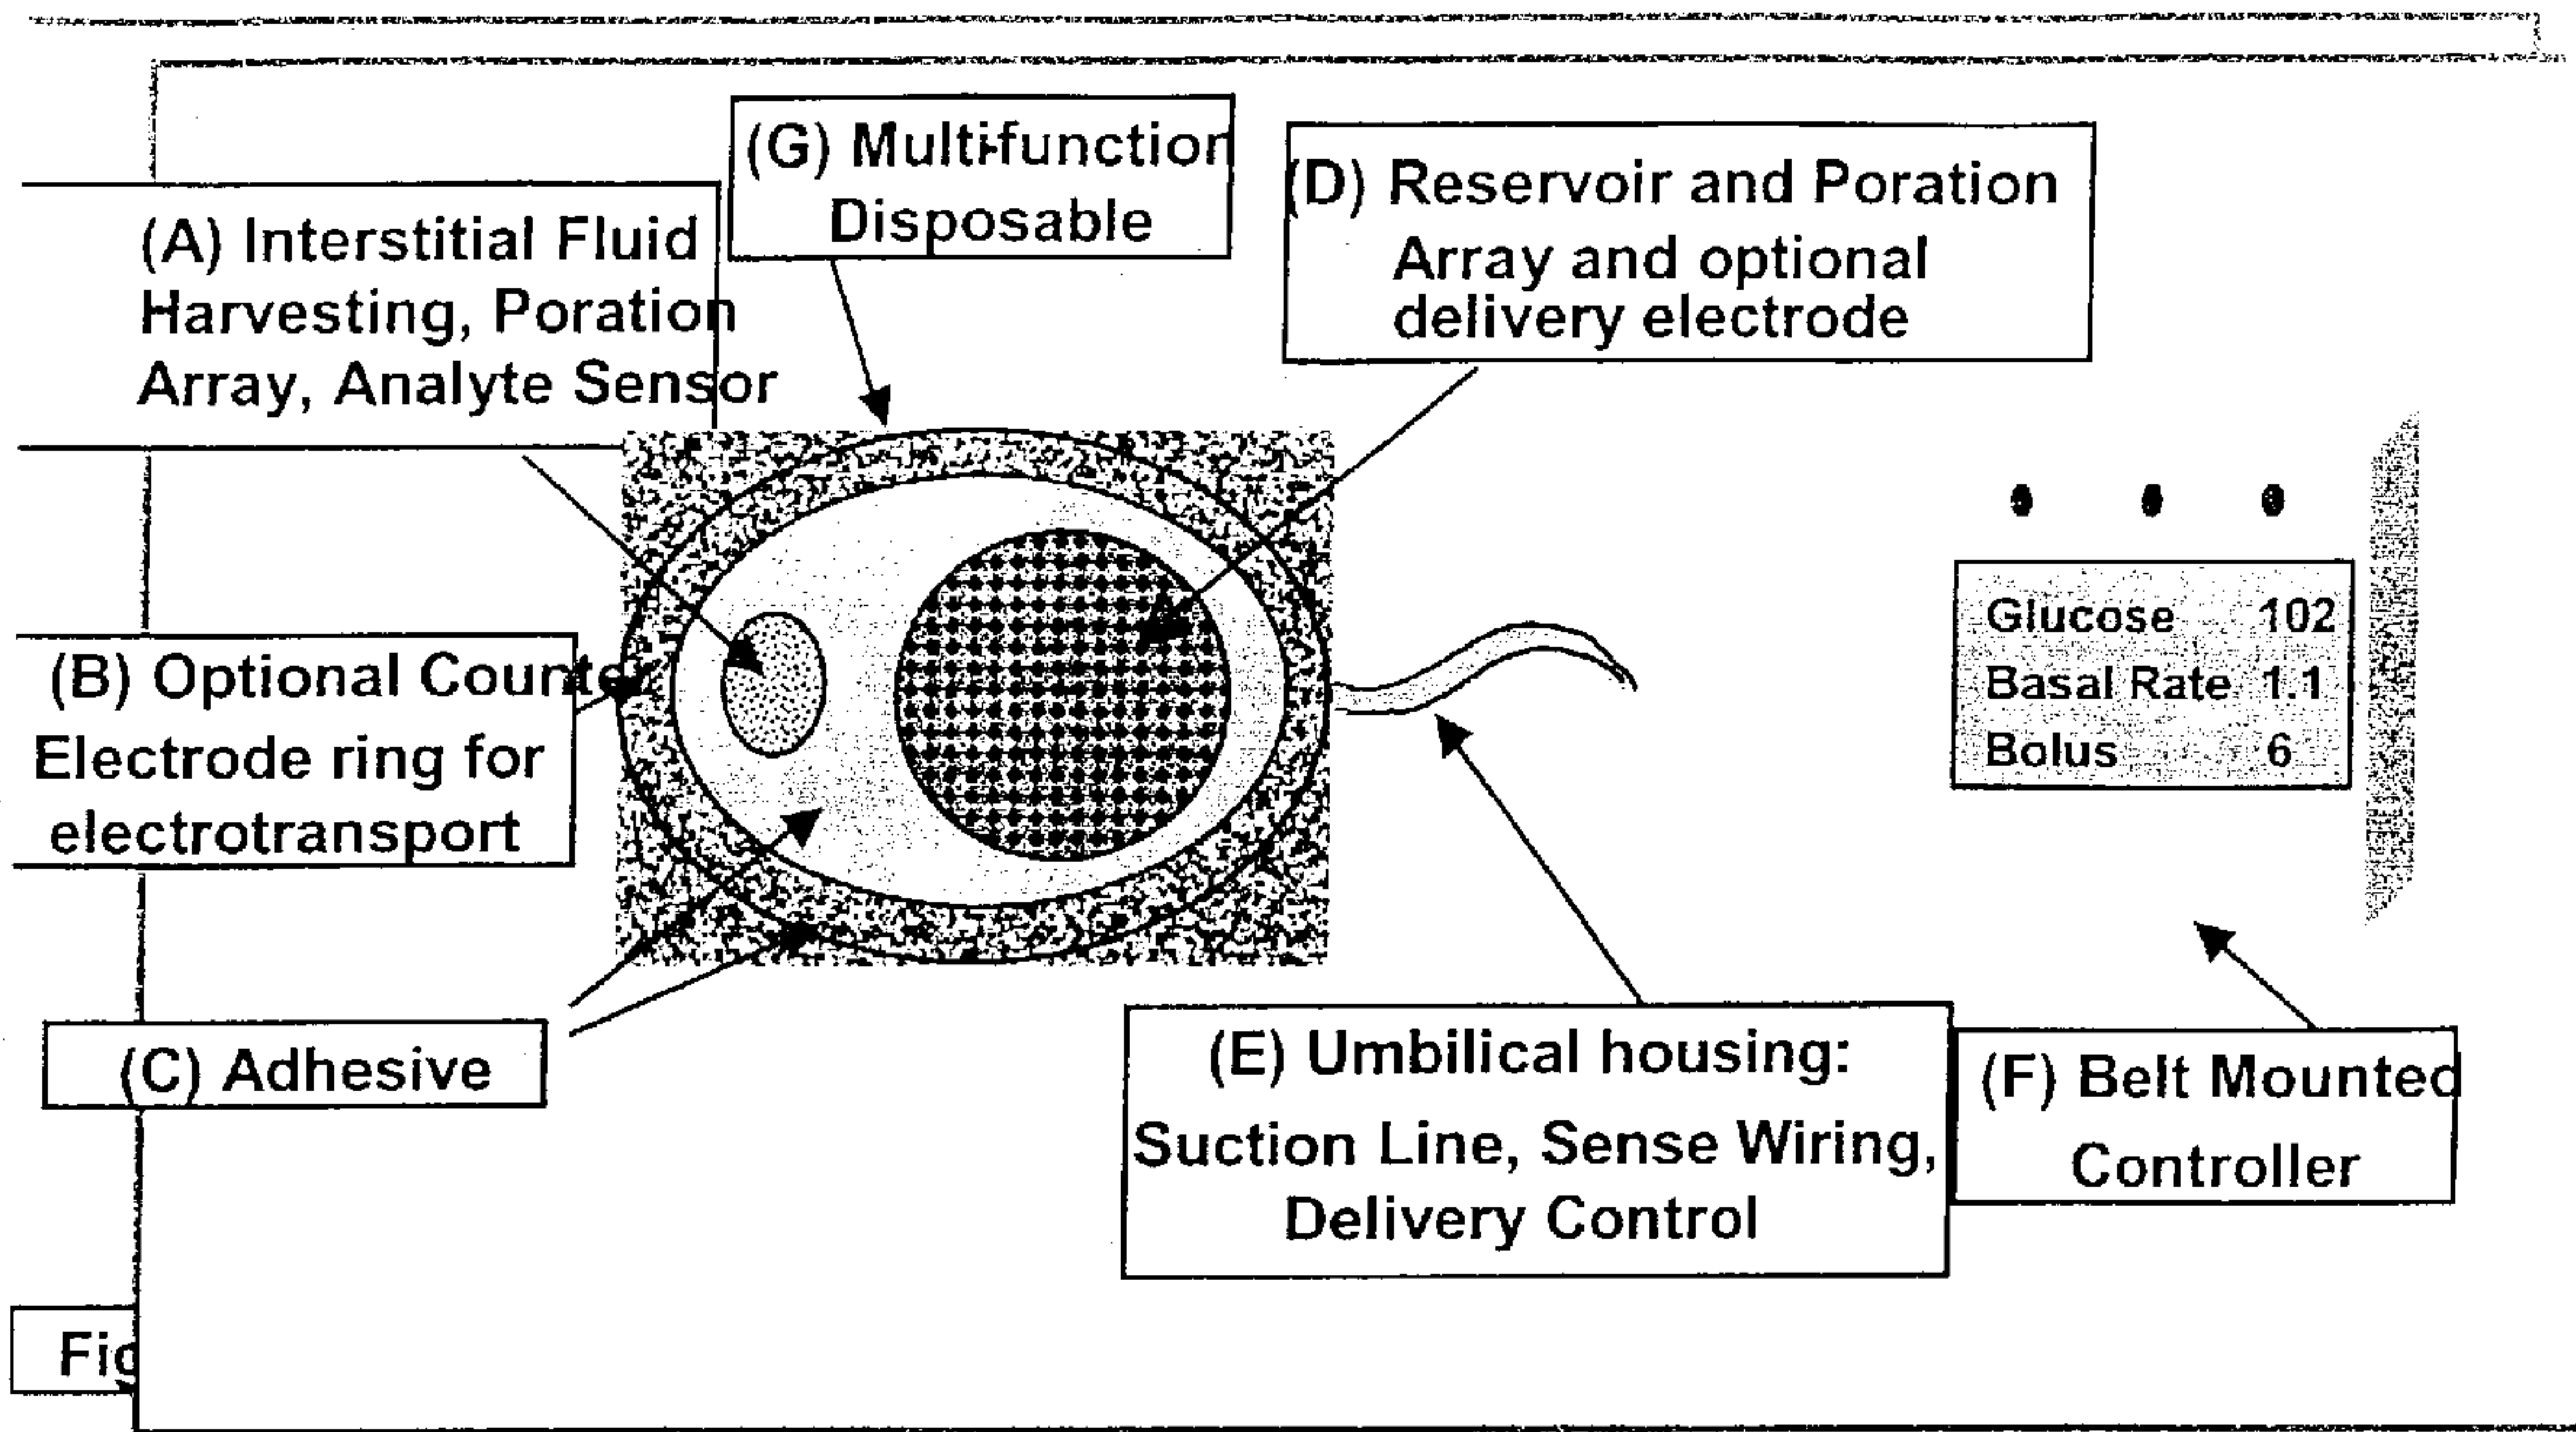 (G) Multi-function
Disposable
(D) Reservoir and Poration
Array and optional
delivery electrode
(A) Interstitial Fluid
Harvesting, Poration
Array, Analyte Sensor
Glucose 102
Basal Rate 1.1
Bolus 6
(B) Optional Counter
Electrode ring for
electrotransport
(C) Adhesive
(E) Umbilical housing:
Suction Line, Sense Wiring,
Delivery Control
(F) Belt Mounted
Controller
Fig